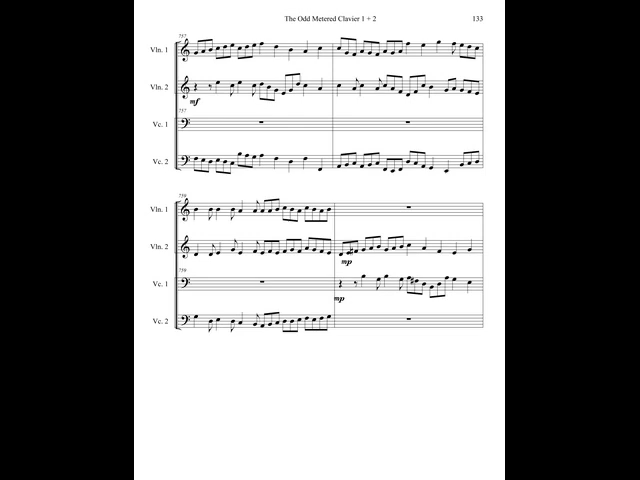 The Odd Metered Clavier 1 + 2 133
757
Vln. 1
Vln. 2
mf
757
Vc. 1
Vc. 2
759
Vln. 1
Vln. 2
mp
759
Vc. 1
mp
Vc. 2